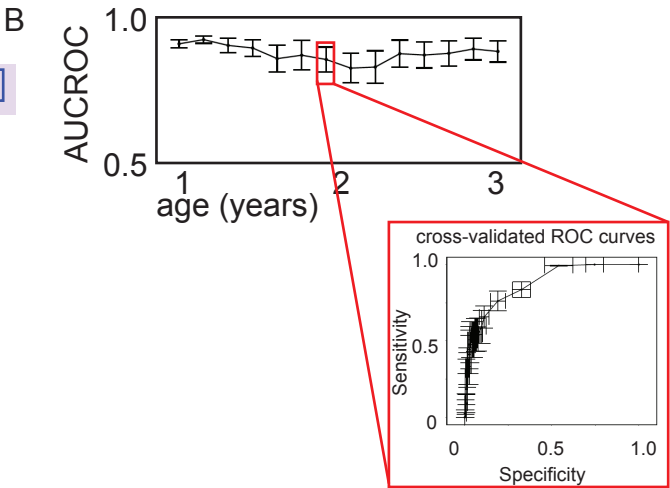 B
AUCROC
1.0
0.5
1 2 3
age (years)
cross-validated ROC curves
Sensitivity
1.0
0.5
0
0 0.5 1.0
Specificity